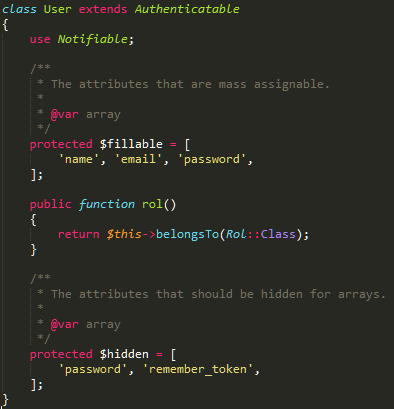 class User extends Authenticatable
{
    use Notifiable;

    /**
     * The attributes that are mass assignable.
     *
     * @var array
     */
    protected $fillable = [
        'name', 'email', 'password',
    ];

    public function rol()
    {
        return $this->belongsTo(Rol::Class);
    }

    /**
     * The attributes that should be hidden for arrays.
     *
     * @var array
     */
    protected $hidden = [
        'password', 'remember_token',
    ];
}